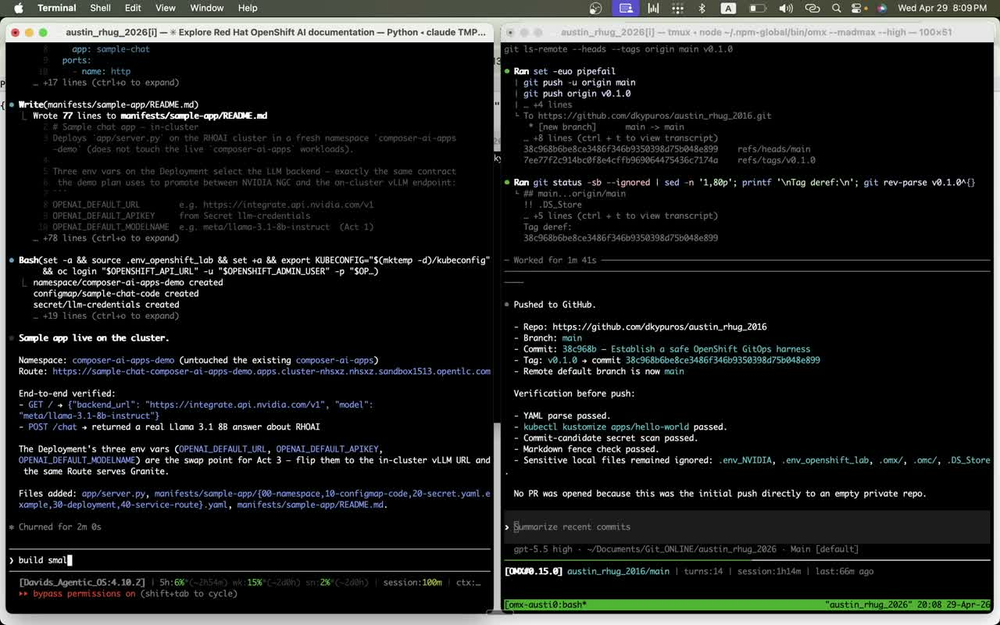 Terminal Shell Edit View Window Help
A
Wed Apr 29 8:09 PM
austin_rhug_2026[i] — ✳ Explore Red Hat OpenShift AI documentation — Python ◂ claude TMP...
8 app: sample-chat
9 ports:
10 - name: http
… +17 lines (ctrl+o to expand)
● Write(manifests/sample-app/README.md)
⎿ Wrote 77 lines to manifests/sample-app/README.md
2 # Sample chat app — in-cluster
3 Deploys `app/server.py` on the RHOAI cluster in a fresh namespace `composer-ai-apps
-demo` (does not touch the live `composer-ai-apps` workloads).
4
5 Three env vars on the Deployment select the LLM backend — exactly the same contract
6 the demo plan uses to promote between NVIDIA NGC and the on-cluster vLLM endpoint:
7 ```
8 OPENAI_DEFAULT_URL e.g. https://integrate.api.nvidia.com/v1
9 OPENAI_DEFAULT_APIKEY from Secret llm-credentials
10 OPENAI_DEFAULT_MODELNAME e.g. meta/llama-3.1-8b-instruct (Act 1)
… +78 lines (ctrl+o to expand)
● Bash(set -a && source .env_openshift_lab && set +a && export KUBECONFIG="$(mktemp -d)/kubeconfig"
&& oc login "$OPENSHIFT_API_URL" -u "$OPENSHIFT_ADMIN_USER" -p "$OP…)
⎿ namespace/composer-ai-apps-demo created
configmap/sample-chat-code created
secret/llm-credentials created
… +19 lines (ctrl+o to expand)
● Sample app live on the cluster.
Namespace: composer-ai-apps-demo (untouched the existing composer-ai-apps)
Route: https://sample-chat-composer-ai-apps-demo.apps.cluster-nhsxz.nhsxz.sandbox1513.opentlc.com
End-to-end verified:
- GET / → {"backend_url": "https://integrate.api.nvidia.com/v1", "model":
"meta/llama-3.1-8b-instruct"}
- POST /chat → returned a real Llama 3.1 8B answer about RHOAI
The Deployment's three env vars (OPENAI_DEFAULT_URL, OPENAI_DEFAULT_APIKEY,
OPENAI_DEFAULT_MODELNAME) are the swap point for Act 3 — flip them to the in-cluster vLLM URL and
the same Route serves Granite.
Files added: app/server.py, manifests/sample-app/{00-namespace,10-configmap-code,20-secret.yaml.e
xample,30-deployment,40-service-route}.yaml, manifests/sample-app/README.md.
✻ Churned for 2m 0s
❯ build smal
[Davids_Agentic_OS:4.10.2] | 5h:6%*(~2h54m) wk:15%*(~2d0h) sn:2%*(~2d0h) | session:100m | ctx:…
▸▸ bypass permissions on (shift+tab to cycle)
austin_rhug_2026[i] — tmux ◂ node ~/.npm-global/bin/omx --madmax --high — 100×51
git ls-remote --heads --tags origin main v0.1.0
● Ran set -euo pipefail
│ git push -u origin main
│ git push origin v0.1.0
│ … +4 lines
└ To https://github.com/dkypuros/austin_rhug_2016.git
* [new branch] main -> main
… +8 lines (ctrl + t to view transcript)
38c968b6be8ce3486f346b9350398d75b048e899 refs/heads/main
7ee77f2c914bc0f8e4cffb969064475436c7174a refs/tags/v0.1.0
● Ran git status -sb --ignored | sed -n '1,80p'; printf '\nTag deref:\n'; git rev-parse v0.1.0^{}
└ ## main...origin/main
!! .DS_Store
… +5 lines (ctrl + t to view transcript)
Tag deref:
38c968b6be8ce3486f346b9350398d75b048e899
─ Worked for 1m 41s
● Pushed to GitHub.
- Repo: https://github.com/dkypuros/austin_rhug_2016
- Branch: main
- Commit: 38c968b — Establish a safe OpenShift GitOps harness
- Tag: v0.1.0 → commit 38c968b6be8ce3486f346b9350398d75b048e899
- Remote default branch is now main
Verification before push:
- YAML parse passed.
- kubectl kustomize apps/hello-world passed.
- Commit-candidate secret scan passed.
- Markdown fence check passed.
- Sensitive local files remained ignored: .env_NVIDIA, .env_openshift_lab, .omx/, .omc/, .DS_Store
.
No PR was opened because this was the initial push directly to an empty private repo.
› Summarize recent commits
gpt-5.5 high · ~/Documents/Git_ONLINE/austin_rhug_2026 · Main [default]
[OMX#0.15.0] austin_rhug_2016/main | turns:14 | session:1h14m | last:66m ago
[omx-austi0:bash* "austin_rhug_2026" 20:08 29-Apr-26